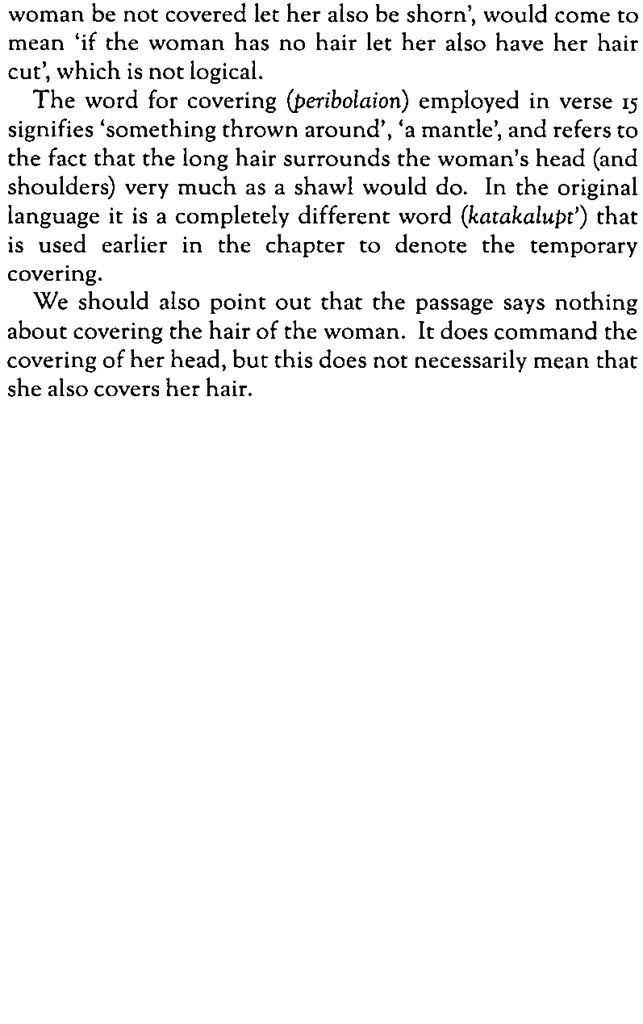 woman be not covered let her also be shorn’, would come to
mean ‘if the woman has no hair let her also have her hair
cut’, which is not logical.
The word for covering (peribolaion) employed in verse 15
signifies ‘something thrown around’, ‘a mantle’, and refers to
the fact that the long hair surrounds the woman’s head (and
shoulders) very much as a shawl would do. In the original
language it is a completely different word (katakalupt’) that
is used earlier in the chapter to denote the temporary
covering.
We should also point out that the passage says nothing
about covering the hair of the woman. It does command the
covering of her head, but this does not necessarily mean that
she also covers her hair.